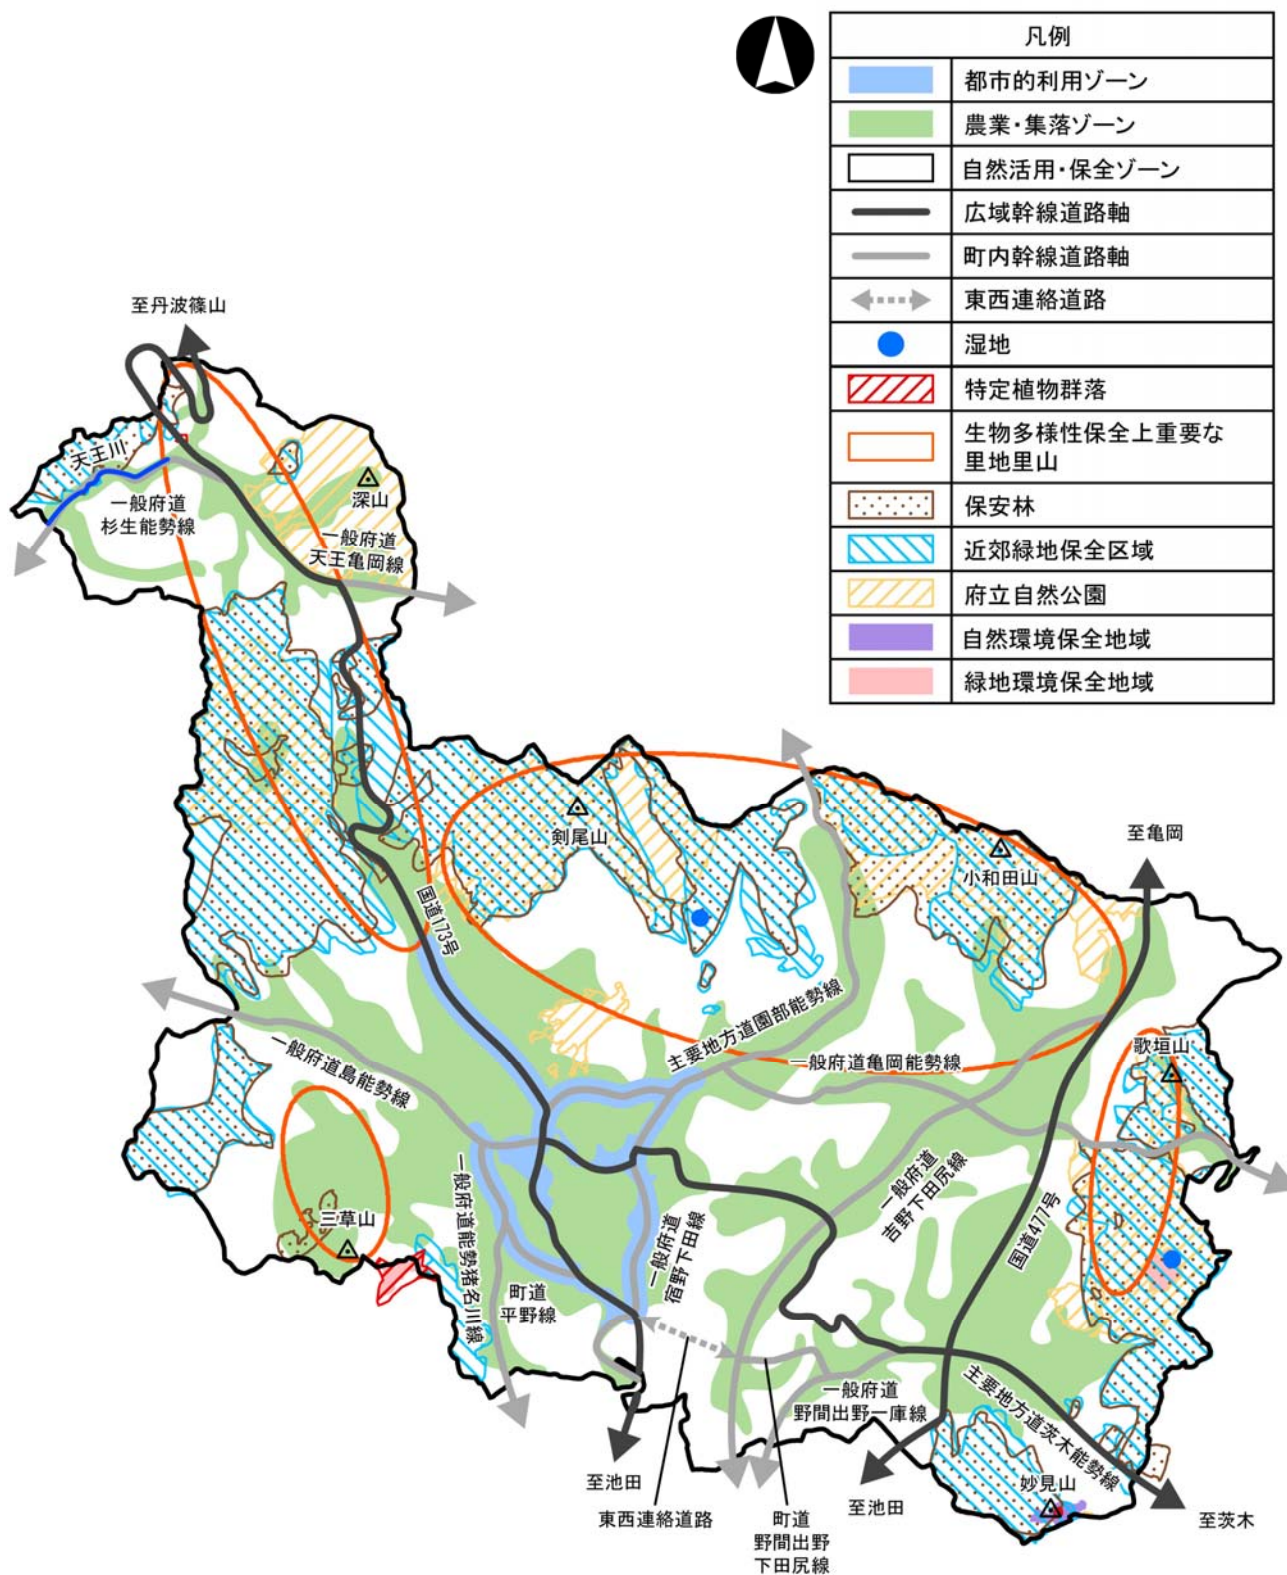 凡例
都市的利用ゾーン
農業・集落ゾーン
自然活用・保全ゾーン
広域幹線道路軸
町内幹線道路軸
東西連絡道路
湿地
特定植物群落
生物多様性保全上重要な
里地里山
保安林
近郊緑地保全区域
府立自然公園
自然環境保全地域
緑地環境保全地域
至丹波篠山
天王川
深山
一般府道
杉生能勢線
一般府道
天王亀岡線
剣尾山
至亀岡
小和田山
国道173号
主要地方道園部能勢線
一般府道島能勢線
一般府道亀岡能勢線
歌垣山
一般府道
吉野下田尻線
国道477号
三草山
一般府道能勢猪名川線
一般府道
宿野下田線
町道
平野線
一般府道
野間出野一庫線
主要地方道茨木能勢線
至池田
東西連絡道路
町道
野間出野
下田尻線
至池田
妙見山
至茨木